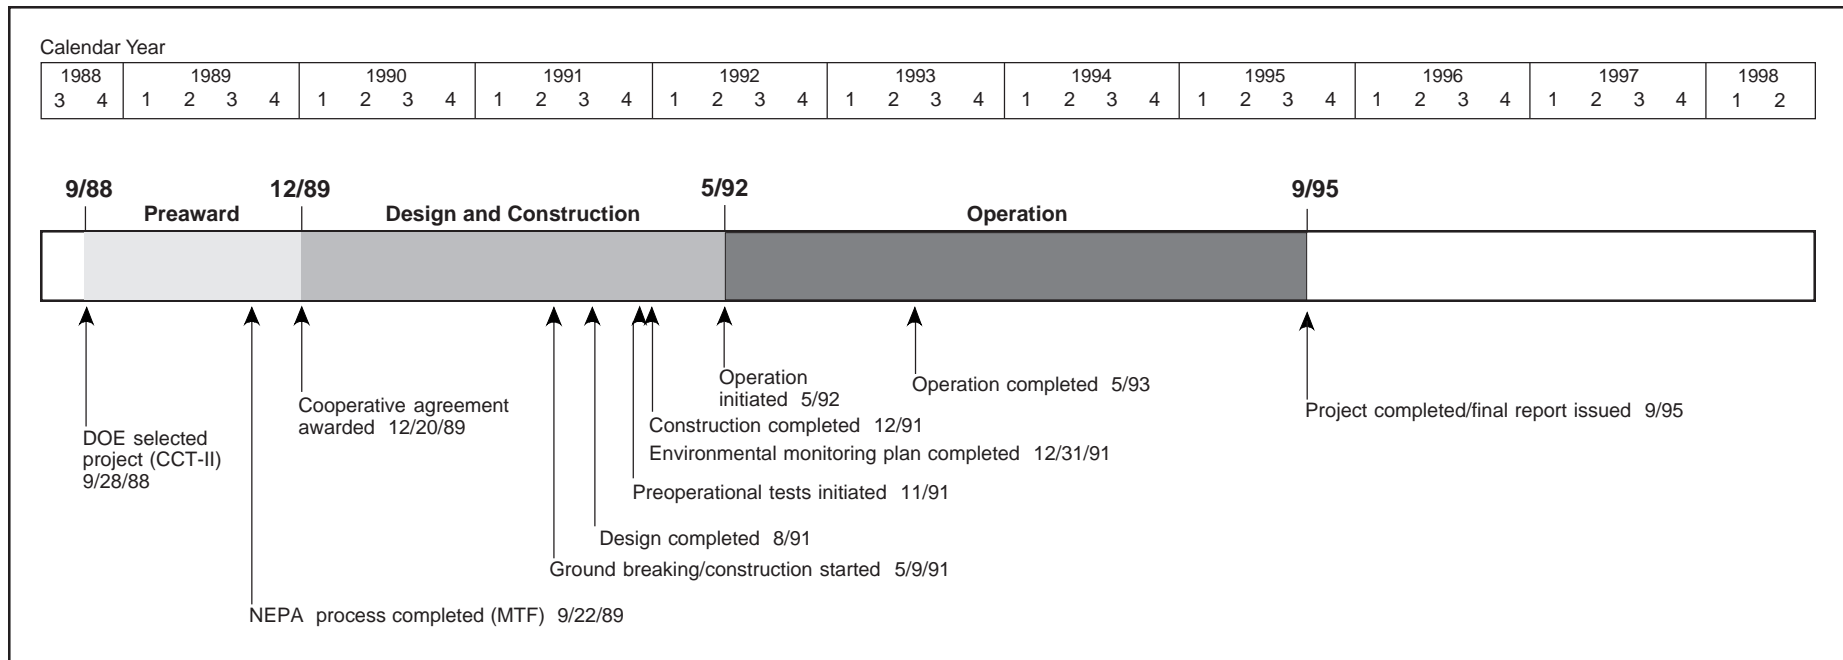 Calendar Year
1988 1989 1990 1991 1992 1993 1994 1995 1996 1997 1998
3 4 1 2 3 4 1 2 3 4 1 2 3 4 1 2 3 4 1 2 3 4 1 2 3 4 1 2 3 4 1 2 3 4 1 2 3 4 1 2
9/88 12/89 5/92 9/95
Preaward Design and Construction Operation
Operation
initiated 5/92
Operation completed 5/93
Cooperative agreement
awarded 12/20/89
Project completed/final report issued 9/95
Construction completed 12/91
DOE selected
project (CCT-II)
9/28/88
Environmental monitoring plan completed 12/31/91
Preoperational tests initiated 11/91
Design completed 8/91
Ground breaking/construction started 5/9/91
NEPA process completed (MTF) 9/22/89